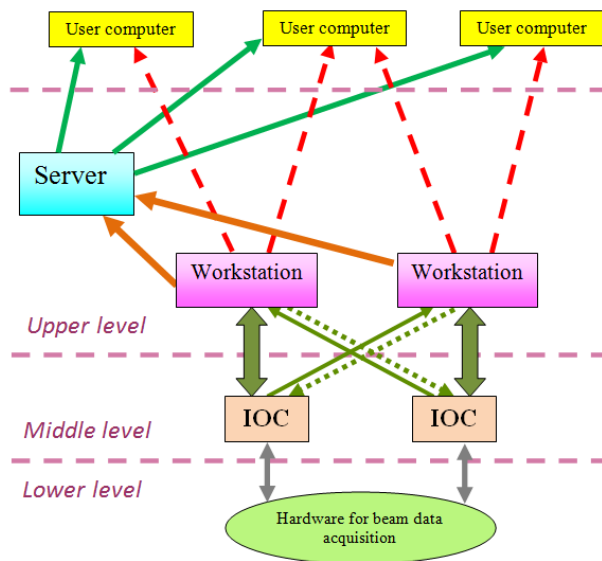 User computer
User computer
User computer
Server
Workstation
Workstation
Upper level
IOC
IOC
Middle level
Lower level
Hardware for beam data
acquisition